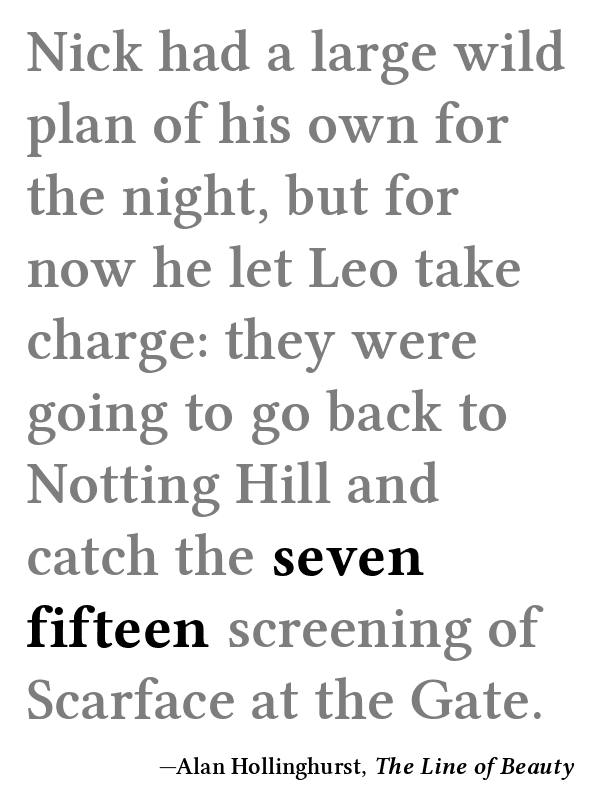 Nick had a large wild
plan of his own for
the night, but for
now he let Leo take
charge: they were
going to go back to
Notting Hill and
catch the seven
fifteen screening of
Scarface at the Gate.
—Alan Hollinghurst, The Line of Beauty